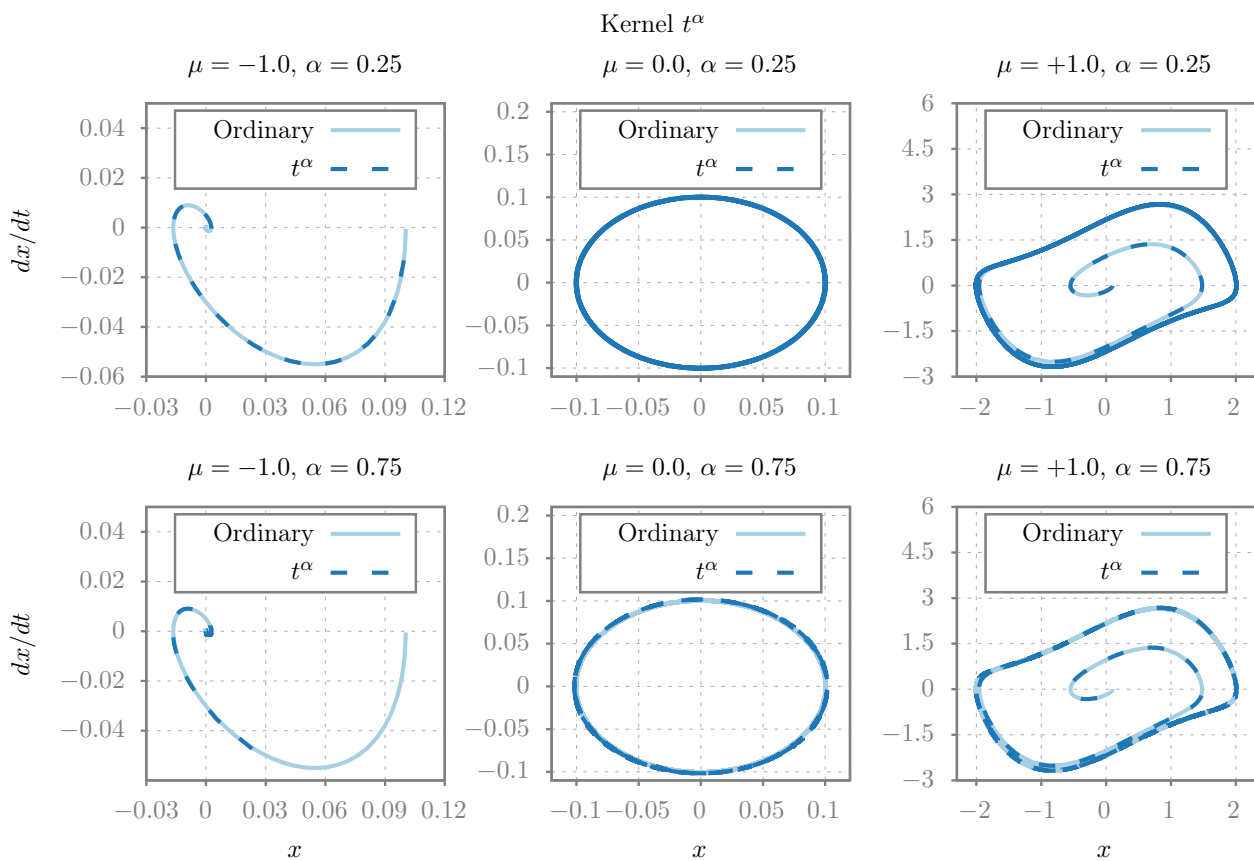 Kernel t^α
μ = −1.0, α = 0.25
μ = 0.0, α = 0.25
μ = +1.0, α = 0.25
dx/dt
0.04
0.02
0
−0.02
−0.04
−0.06
−0.03 0 0.03 0.06 0.09 0.12
Ordinary
t^α
0.2
0.15
0.1
0.05
0
−0.05
−0.1
−0.1 −0.05 0 0.05 0.1
Ordinary
t^α
6
4.5
3
1.5
0
−1.5
−3
−2 −1 0 1 2
Ordinary
t^α
μ = −1.0, α = 0.75
μ = 0.0, α = 0.75
μ = +1.0, α = 0.75
dx/dt
0.04
0.02
0
−0.02
−0.04
−0.03 0 0.03 0.06 0.09 0.12
x
Ordinary
t^α
0.2
0.15
0.1
0.05
0
−0.05
−0.1
−0.1 −0.05 0 0.05 0.1
x
Ordinary
t^α
6
4.5
3
1.5
0
−1.5
−3
−2 −1 0 1 2
x
Ordinary
t^α